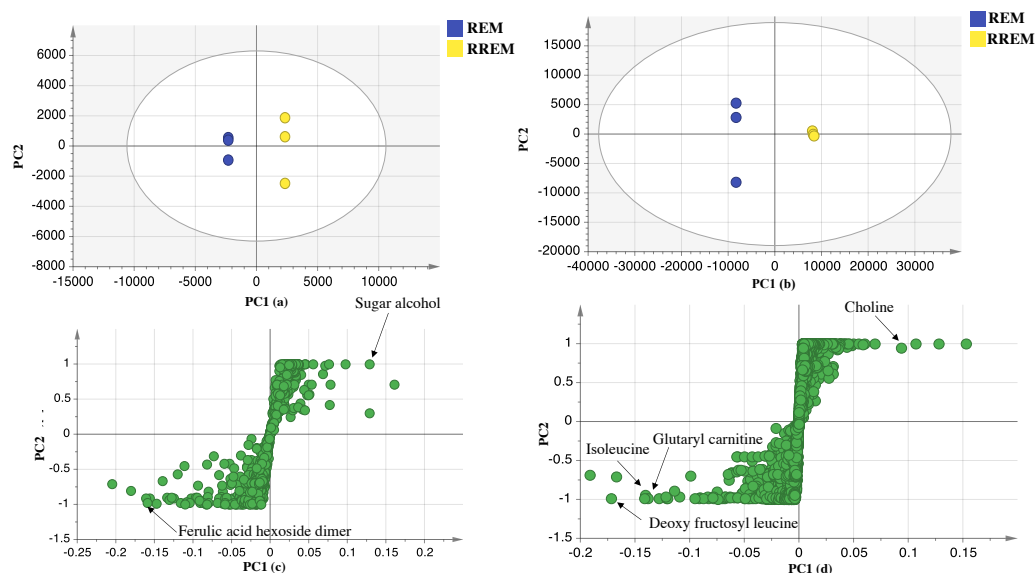 REM
RREM
6000
4000
2000
0
-2000
-4000
-6000
-8000
PC2
-15000 -10000 -5000 0 5000 10000
PC1 (a)
REM
RREM
15000
10000
5000
0
-5000
-10000
-15000
-20000
PC2
-40000 -30000 -20000 -10000 0 10000 20000 30000
PC1 (b)
Sugar alcohol
1
0.5
0
-0.5
-1
-1.5
PC2
Ferulic acid hexoside dimer
-0.25 -0.2 -0.15 -0.1 -0.05 0 0.05 0.1 0.15 0.2
PC1 (c)
Choline
1
0.5
0
-0.5
-1
-1.5
PC2
Isoleucine
Glutaryl carnitine
Deoxy fructosyl leucine
-0.2 -0.15 -0.1 -0.05 0 0.05 0.1 0.15
PC1 (d)